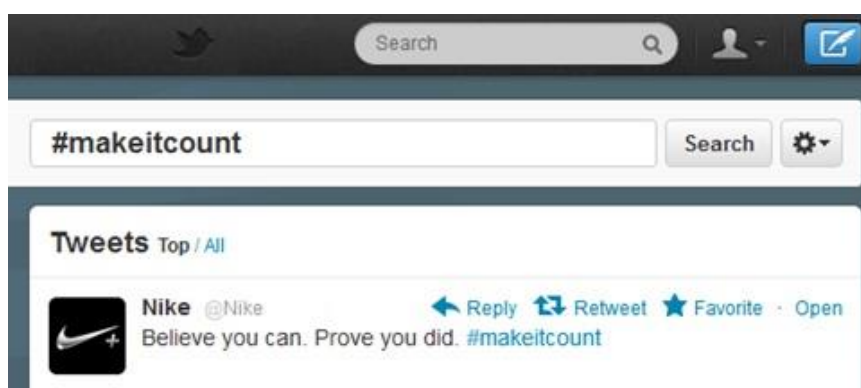 Search
#makeitcount Search
Tweets Top / All
Nike @Nike Reply Retweet Favorite · Open
Believe you can. Prove you did. #makeitcount